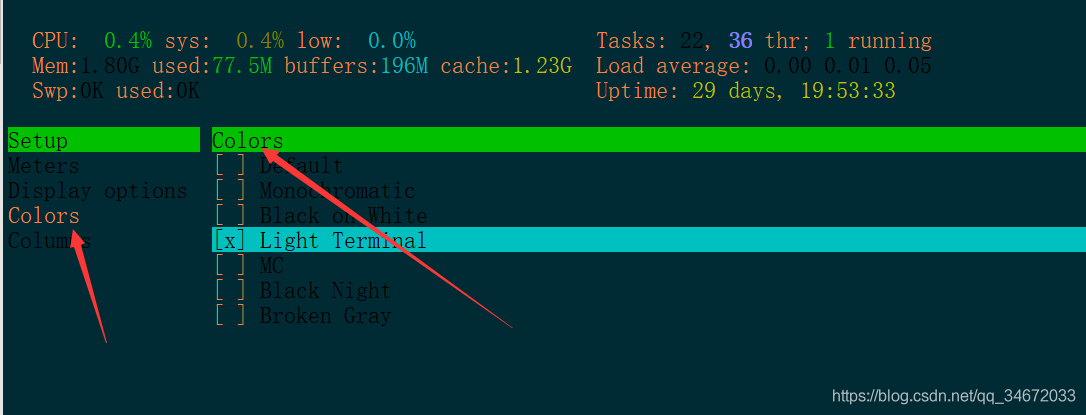 CPU: 0.4% sys: 0.4% low: 0.0% Tasks: 22, 36 thr; 1 running
Mem:1.80G used:77.5M buffers:196M cache:1.23G Load average: 0.00 0.01 0.05
Swp:0K used:0K Uptime: 29 days, 19:53:33
Setup Colors
Meters [ ] Default
Display options [ ] Monochromatic
Colors [ ] Black on White
Columns [x] Light Terminal
[ ] MC
[ ] Black Night
[ ] Broken Gray
https://blog.csdn.net/qq_34672033